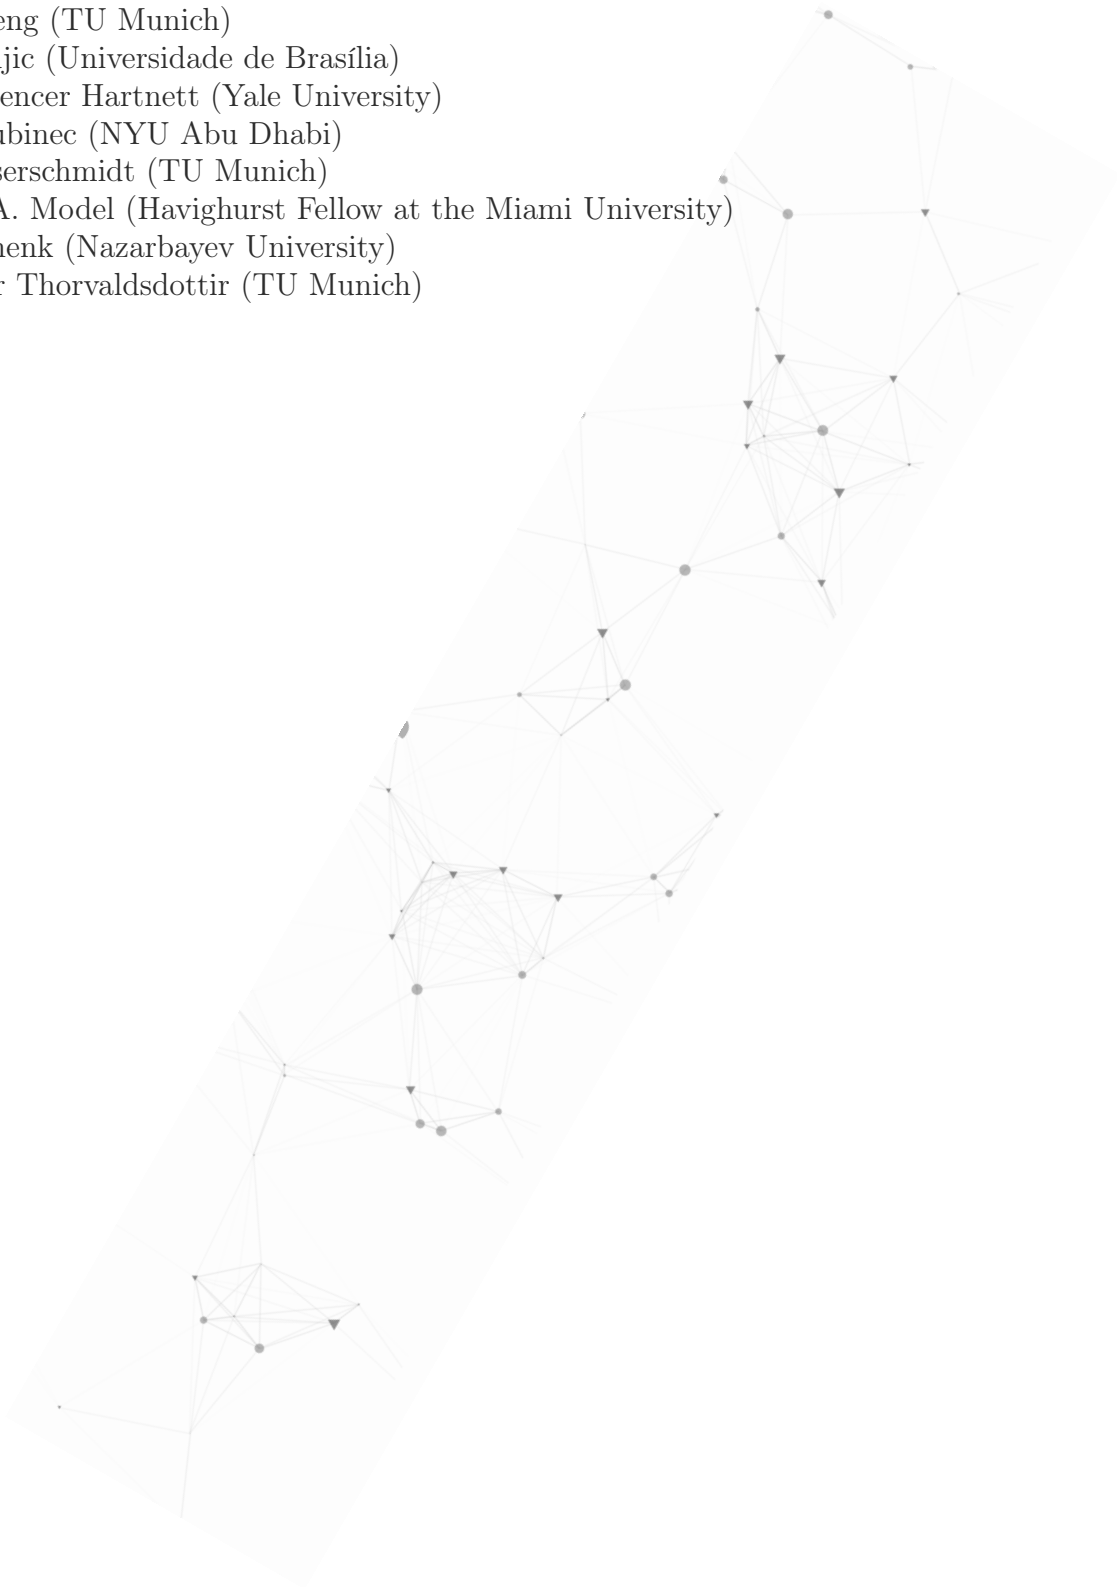 eng (TU Munich)
jic (Universidade de Brasília)
encer Hartnett (Yale University)
ubinec (NYU Abu Dhabi)
serschmidt (TU Munich)
A. Model (Havighurst Fellow at the Miami University)
henk (Nazarbayev University)
r Thorvaldsdottir (TU Munich)